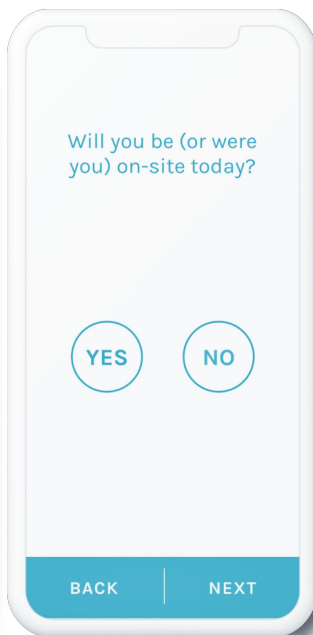 Will you be (or were
you) on-site today?
YES
NO
BACK
NEXT